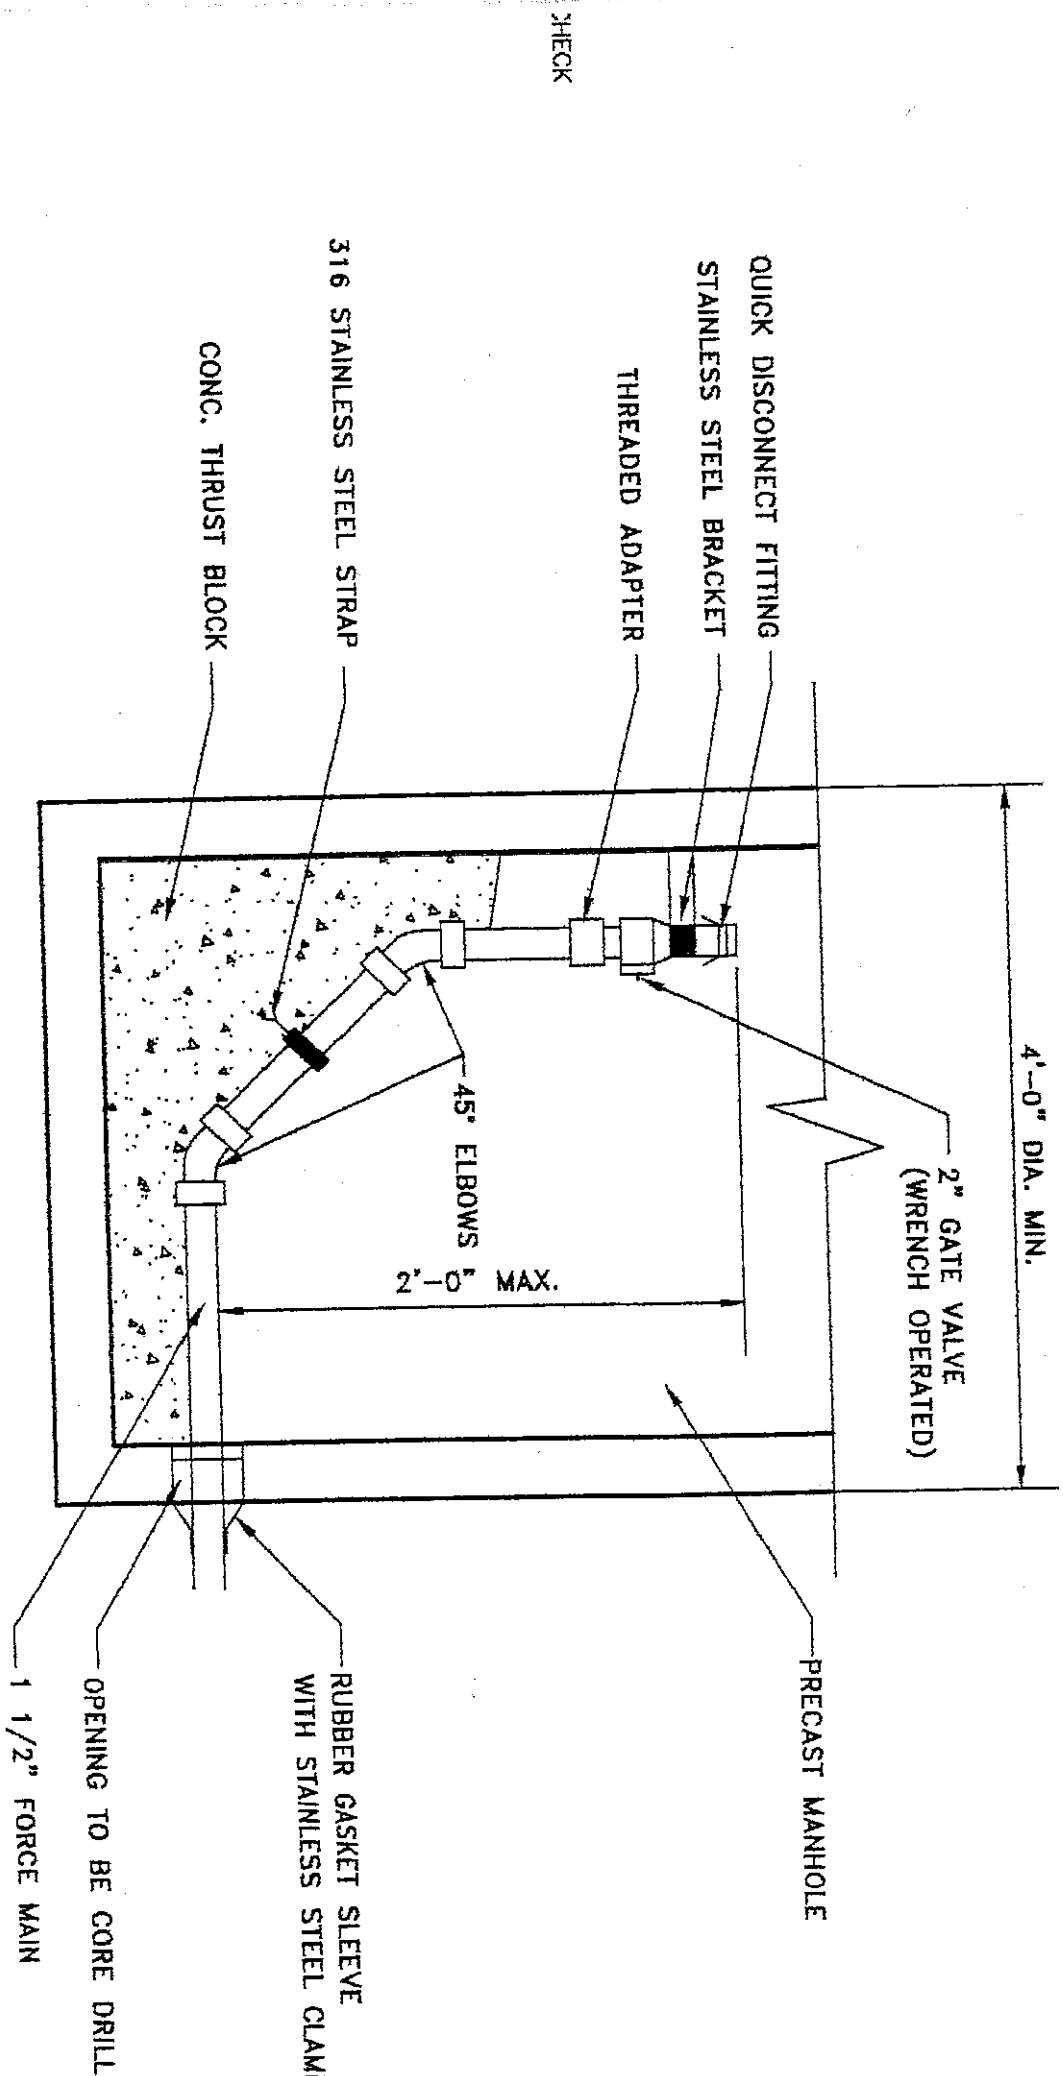 4'-0" DIA. MIN.
2" GATE VALVE
(WRENCH OPERATED)
QUICK DISCONNECT FITTING
STAINLESS STEEL BRACKET
THREADED ADAPTER
PRECAST MANHOLE
2'-0" MAX.
45° ELBOWS
316 STAINLESS STEEL STRAP
CONC. THRUST BLOCK
RUBBER GASKET SLEEVE
WITH STAINLESS STEEL CLAM
OPENING TO BE CORE DRILL
1 1/2" FORCE MAIN
HECK